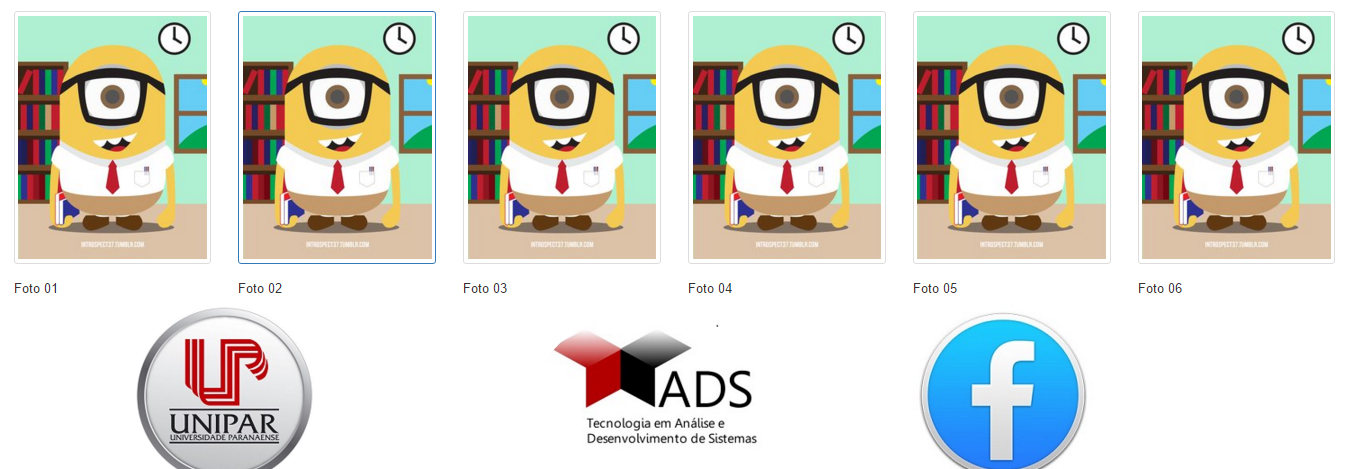 INTROSPECT37.TUMBLR.COM
INTROSPECT37.TUMBLR.COM
INTROSPECT37.TUMBLR.COM
INTROSPECT37.TUMBLR.COM
INTROSPECT37.TUMBLR.COM
INTROSPECT37.TUMBLR.COM
Foto 01
Foto 02
Foto 03
Foto 04
Foto 05
Foto 06
UNIPAR
UNIVERSIDADE PARANAENSE
ADS
Tecnologia em Análise e
Desenvolvimento de Sistemas
f